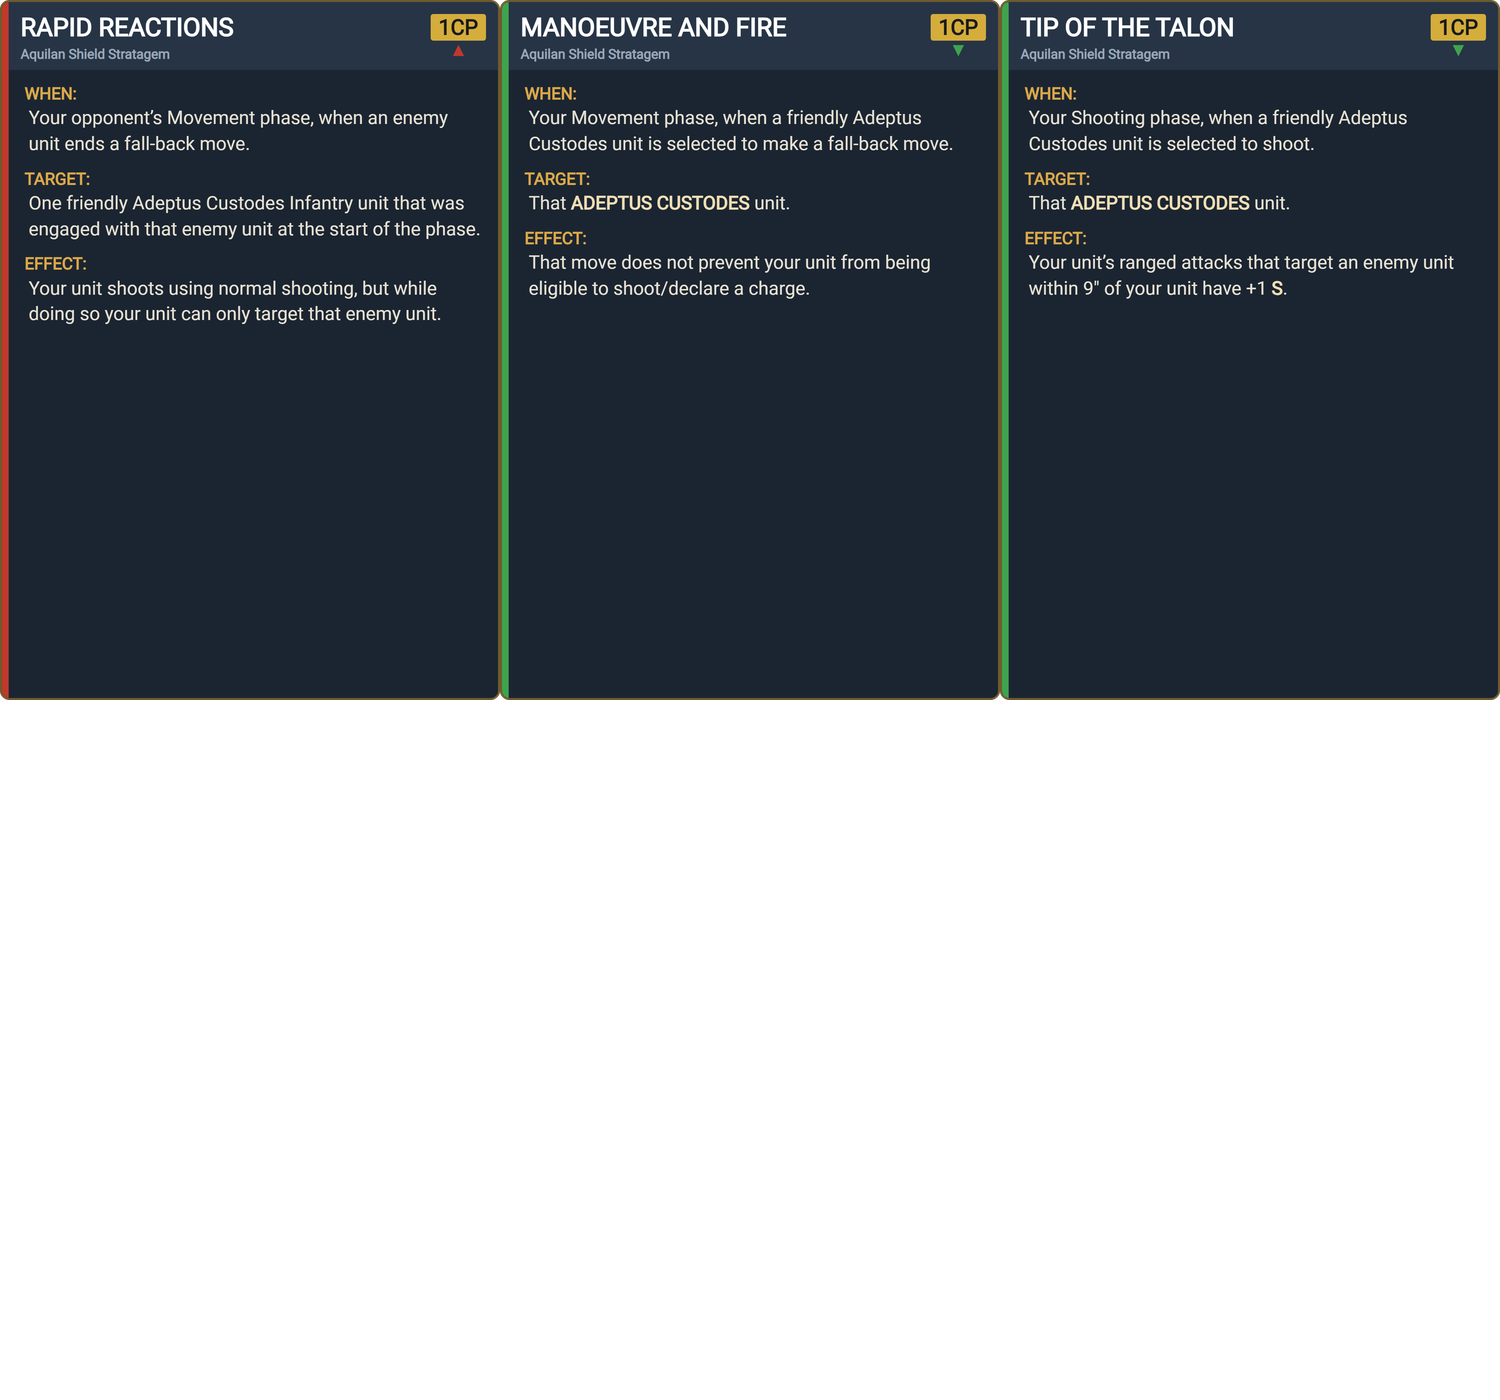 RAPID REACTIONS
1CP
Aquilan Shield Stratagem
▲
WHEN:
Your opponent’s Movement phase, when an enemy
unit ends a fall-back move.
TARGET:
One friendly Adeptus Custodes Infantry unit that was
engaged with that enemy unit at the start of the phase.
EFFECT:
Your unit shoots using normal shooting, but while
doing so your unit can only target that enemy unit.
MANOEUVRE AND FIRE
1CP
Aquilan Shield Stratagem
▼
WHEN:
Your Movement phase, when a friendly Adeptus
Custodes unit is selected to make a fall-back move.
TARGET:
That ADEPTUS CUSTODES unit.
EFFECT:
That move does not prevent your unit from being
eligible to shoot/declare a charge.
TIP OF THE TALON
1CP
Aquilan Shield Stratagem
▼
WHEN:
Your Shooting phase, when a friendly Adeptus
Custodes unit is selected to shoot.
TARGET:
That ADEPTUS CUSTODES unit.
EFFECT:
Your unit’s ranged attacks that target an enemy unit
within 9" of your unit have +1 S.